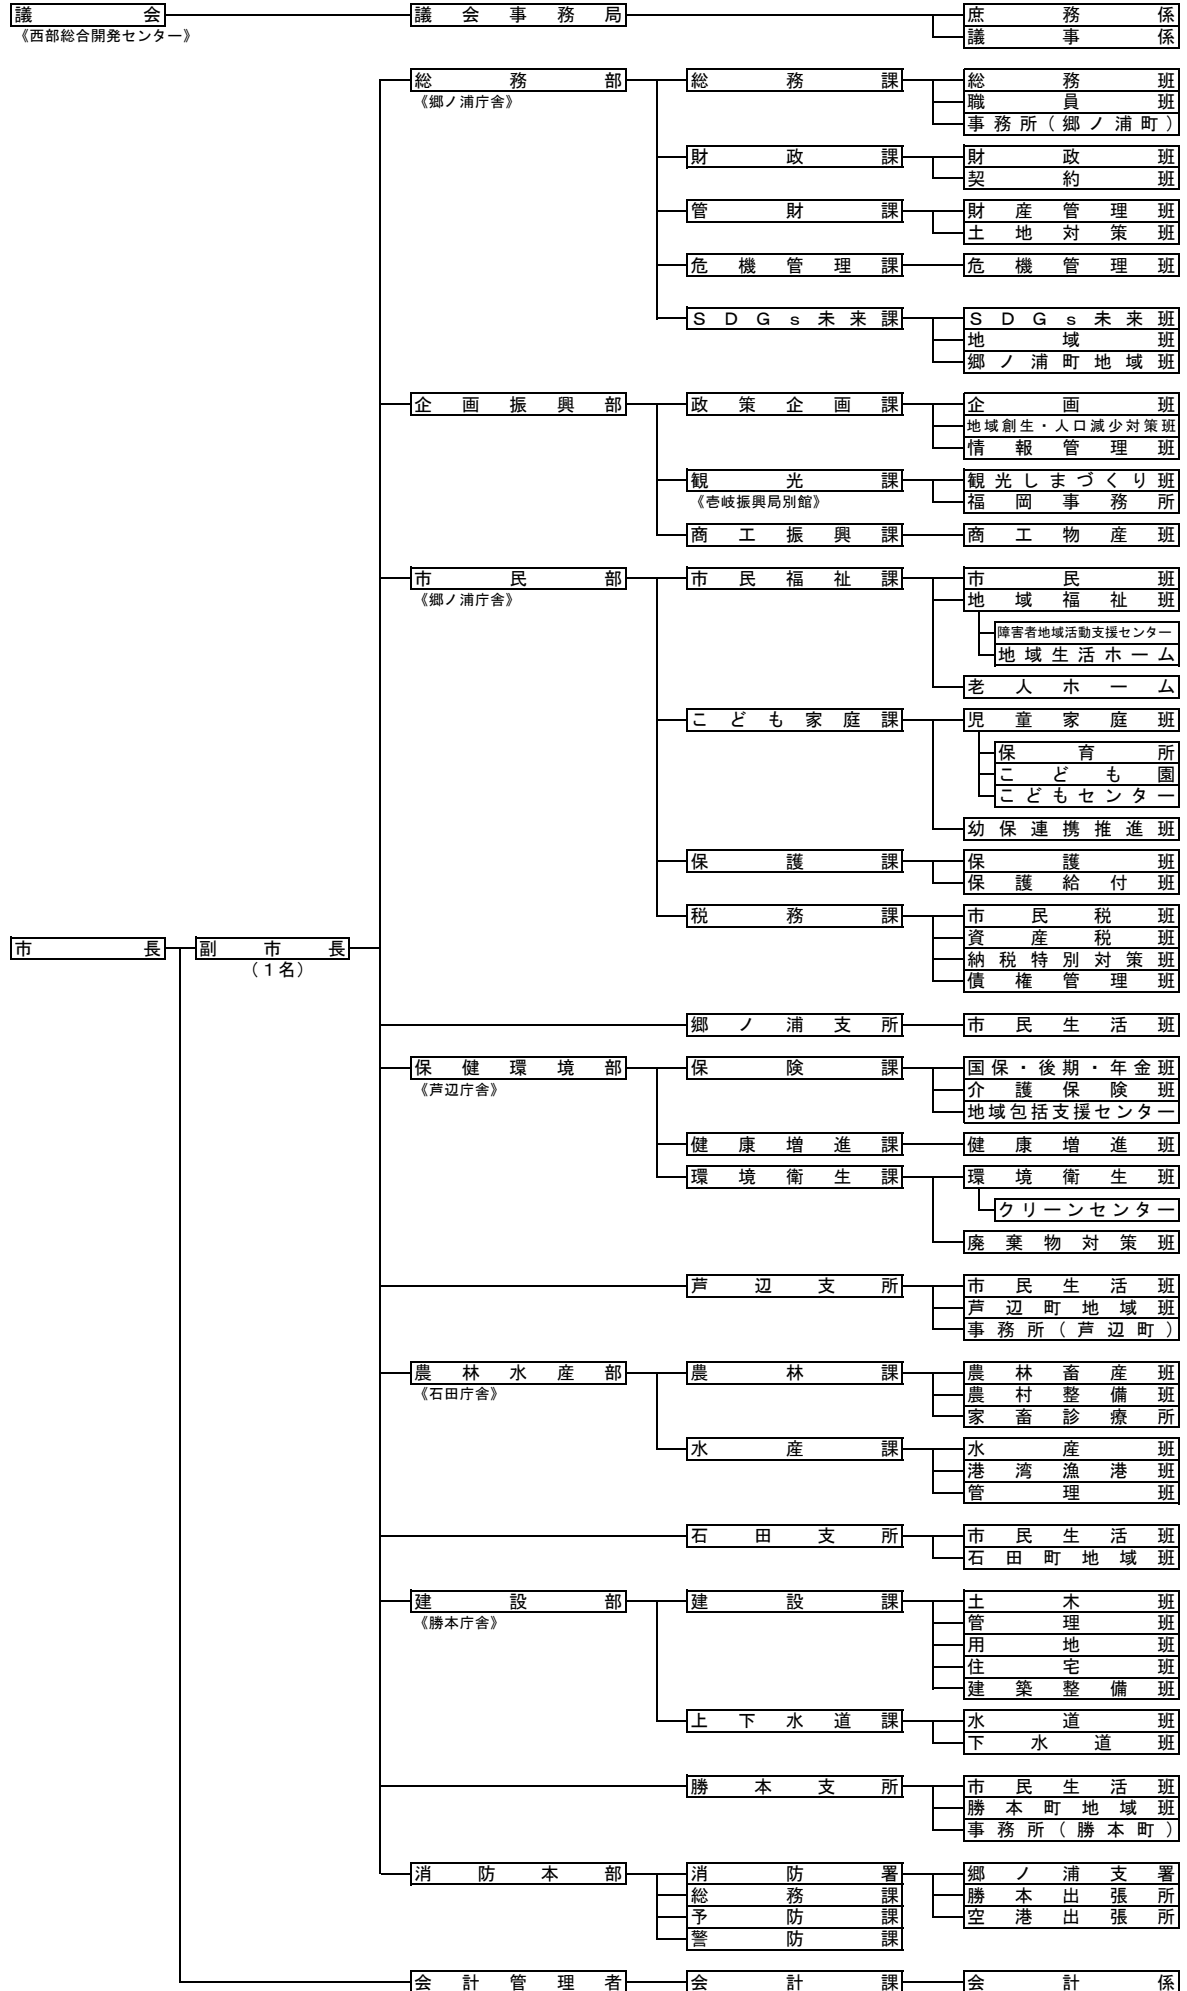 議会 議会事務局 庶務係
《西部総合開発センター》 議事係
総務部 総務課 総務班
《郷ノ浦庁舎》 職員班
事務所(郷ノ浦町)
財政課 財政班
契約班
管財課 財産管理班
土地対策班
危機管理課 危機管理班
SDGs未来課 SDGs未来班
地域班
郷ノ浦町地域班
企画振興部 政策企画課 企画班
地域創生・人口減少対策班
情報管理班
観光課 観光しまづくり班
《壱岐振興局別館》 福岡事務所
商工振興課 商工物産班
市民部 市民福祉課 市民班
《郷ノ浦庁舎》 地域福祉班
障害者地域活動支援センター
地域生活ホーム
老人ホーム
こども家庭課 児童家庭班
保育所
こども園
こどもセンター
幼保連携推進班
保護課 保護班
保護給付班
税務課 市民税班
資産税班
市長 副市長 納税特別対策班
(1名) 債権管理班
郷ノ浦支所 市民生活班
保健環境部 保険課 国保・後期・年金班
《芦辺庁舎》 介護保険班
地域包括支援センター
健康増進課 健康増進班
環境衛生課 環境衛生班
クリーンセンター
廃棄物対策班
芦辺支所 市民生活班
芦辺町地域班
事務所(芦辺町)
農林水産部 農林課 農林畜産班
《石田庁舎》 農村整備班
家畜診療所
水産課 水産班
港湾漁港班
管理班
石田支所 市民生活班
石田町地域班
建設部 建設課 土木班
《勝本庁舎》 管理班
用地班
住宅班
建築整備班
上下水道課 水道班
下水道班
勝本支所 市民生活班
勝本町地域班
事務所(勝本町)
消防本部 消防署 郷ノ浦支署
総務課 勝本出張所
予防課 空港出張所
警防課
会計管理者 会計課 会計係